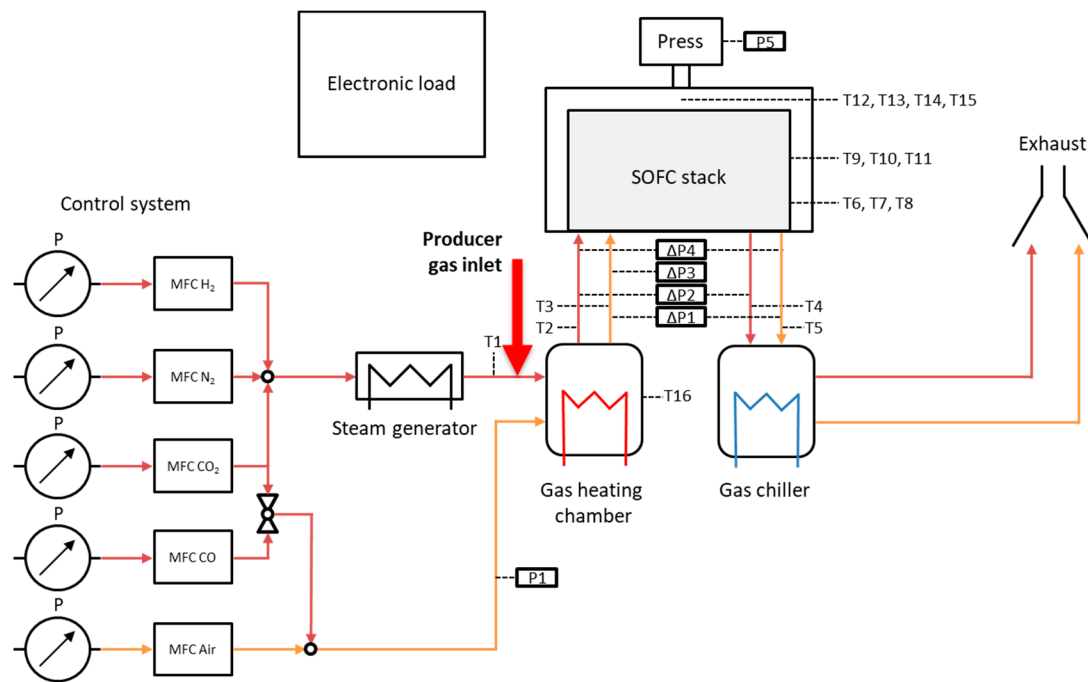 Press
P5
Electronic load
T12, T13, T14, T15
T9, T10, T11
SOFC stack
T6, T7, T8
Exhaust
Control system
P
MFC H₂
Producer
gas inlet
ΔP4
ΔP3
ΔP2
ΔP1
T3
T2
T4
T5
T1
P
MFC N₂
Steam generator
T16
P
MFC CO₂
Gas heating
chamber
Gas chiller
P
MFC CO
P1
P
MFC Air